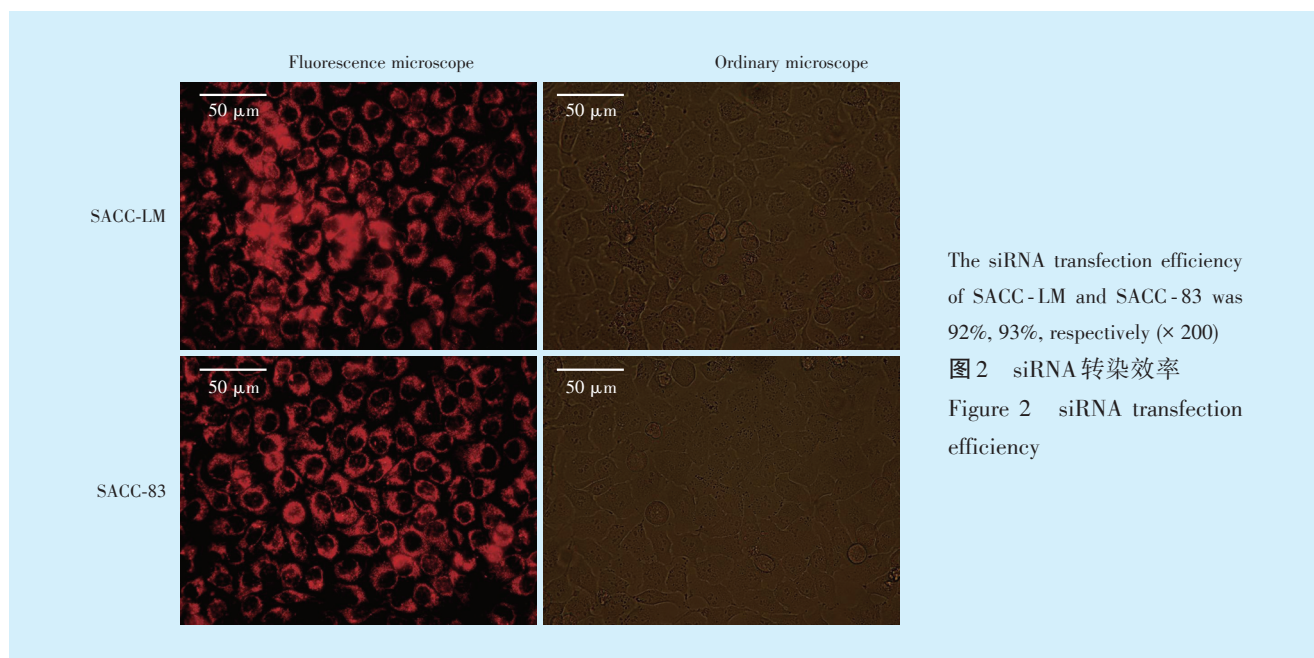 Fluorescence microscope
Ordinary microscope
50 μm
50 μm
SACC-LM
50 μm
50 μm
SACC-83
The siRNA transfection efficiency
of SACC-LM and SACC-83 was
92%, 93%, respectively (× 200)
图2 siRNA转染效率
Figure 2 siRNA transfection
efficiency